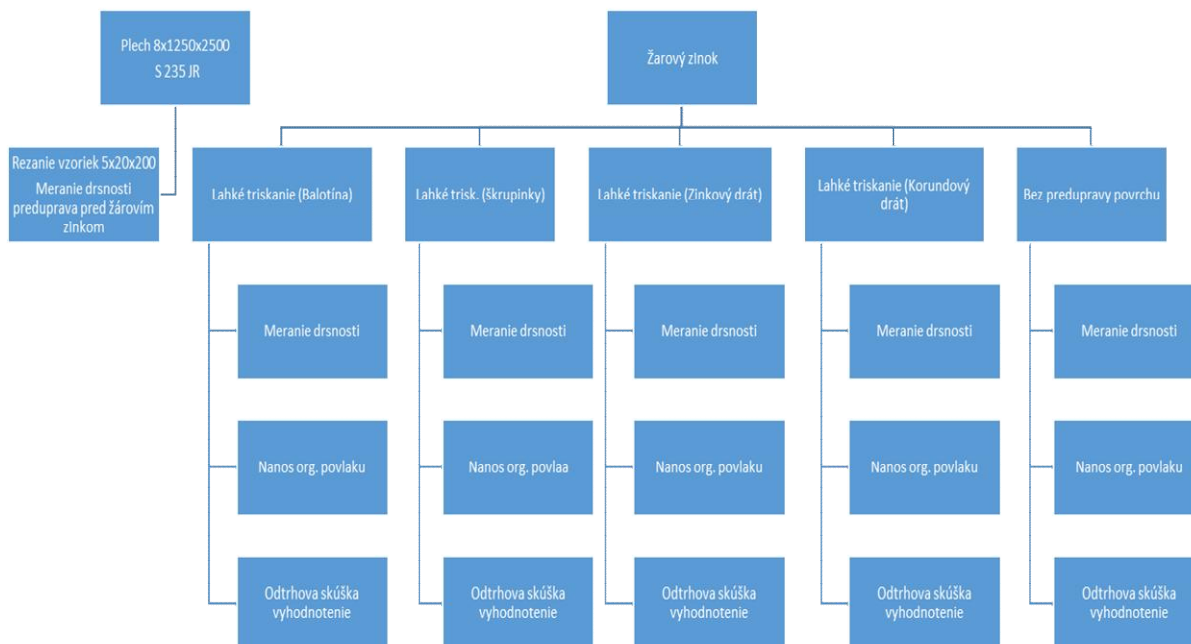 Plech 8x1250x2500
S 235 JR
Žarový zinok
Rezanie vzoriek 5x20x200
Meranie drsnosti
preduprava pred žárovím
zinkom
Lahké triskanie (Balotína)
Lahké trisk. (škrupinky)
Lahké triskanie (Zinkový drát)
Lahké triskanie (Korundový
drát)
Bez predupravy povrchu
Meranie drsnosti
Meranie drsnosti
Meranie drsnosti
Meranie drsnosti
Meranie drsnosti
Nanos org. povlaku
Nanos org. povlaa
Nanos org. povlaku
Nanos org. povlaku
Nanos org. povlaku
Odtrhova skúška
vyhodnotenie
Odtrhova skúška
vyhodnotenie
Odtrhova skúška
vyhodnotenie
Odtrhova skúška
vyhodnotenie
Odtrhova skúška
vyhodnotenie